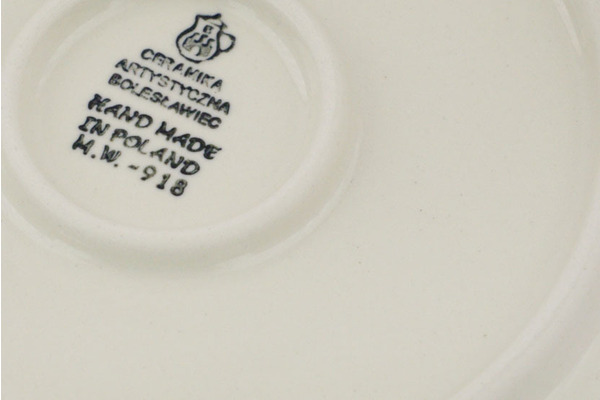 CERAMIKA
ARTYSTYCZNA
BOLESŁAWIEC
HAND MADE
IN POLAND
M.W. - 918